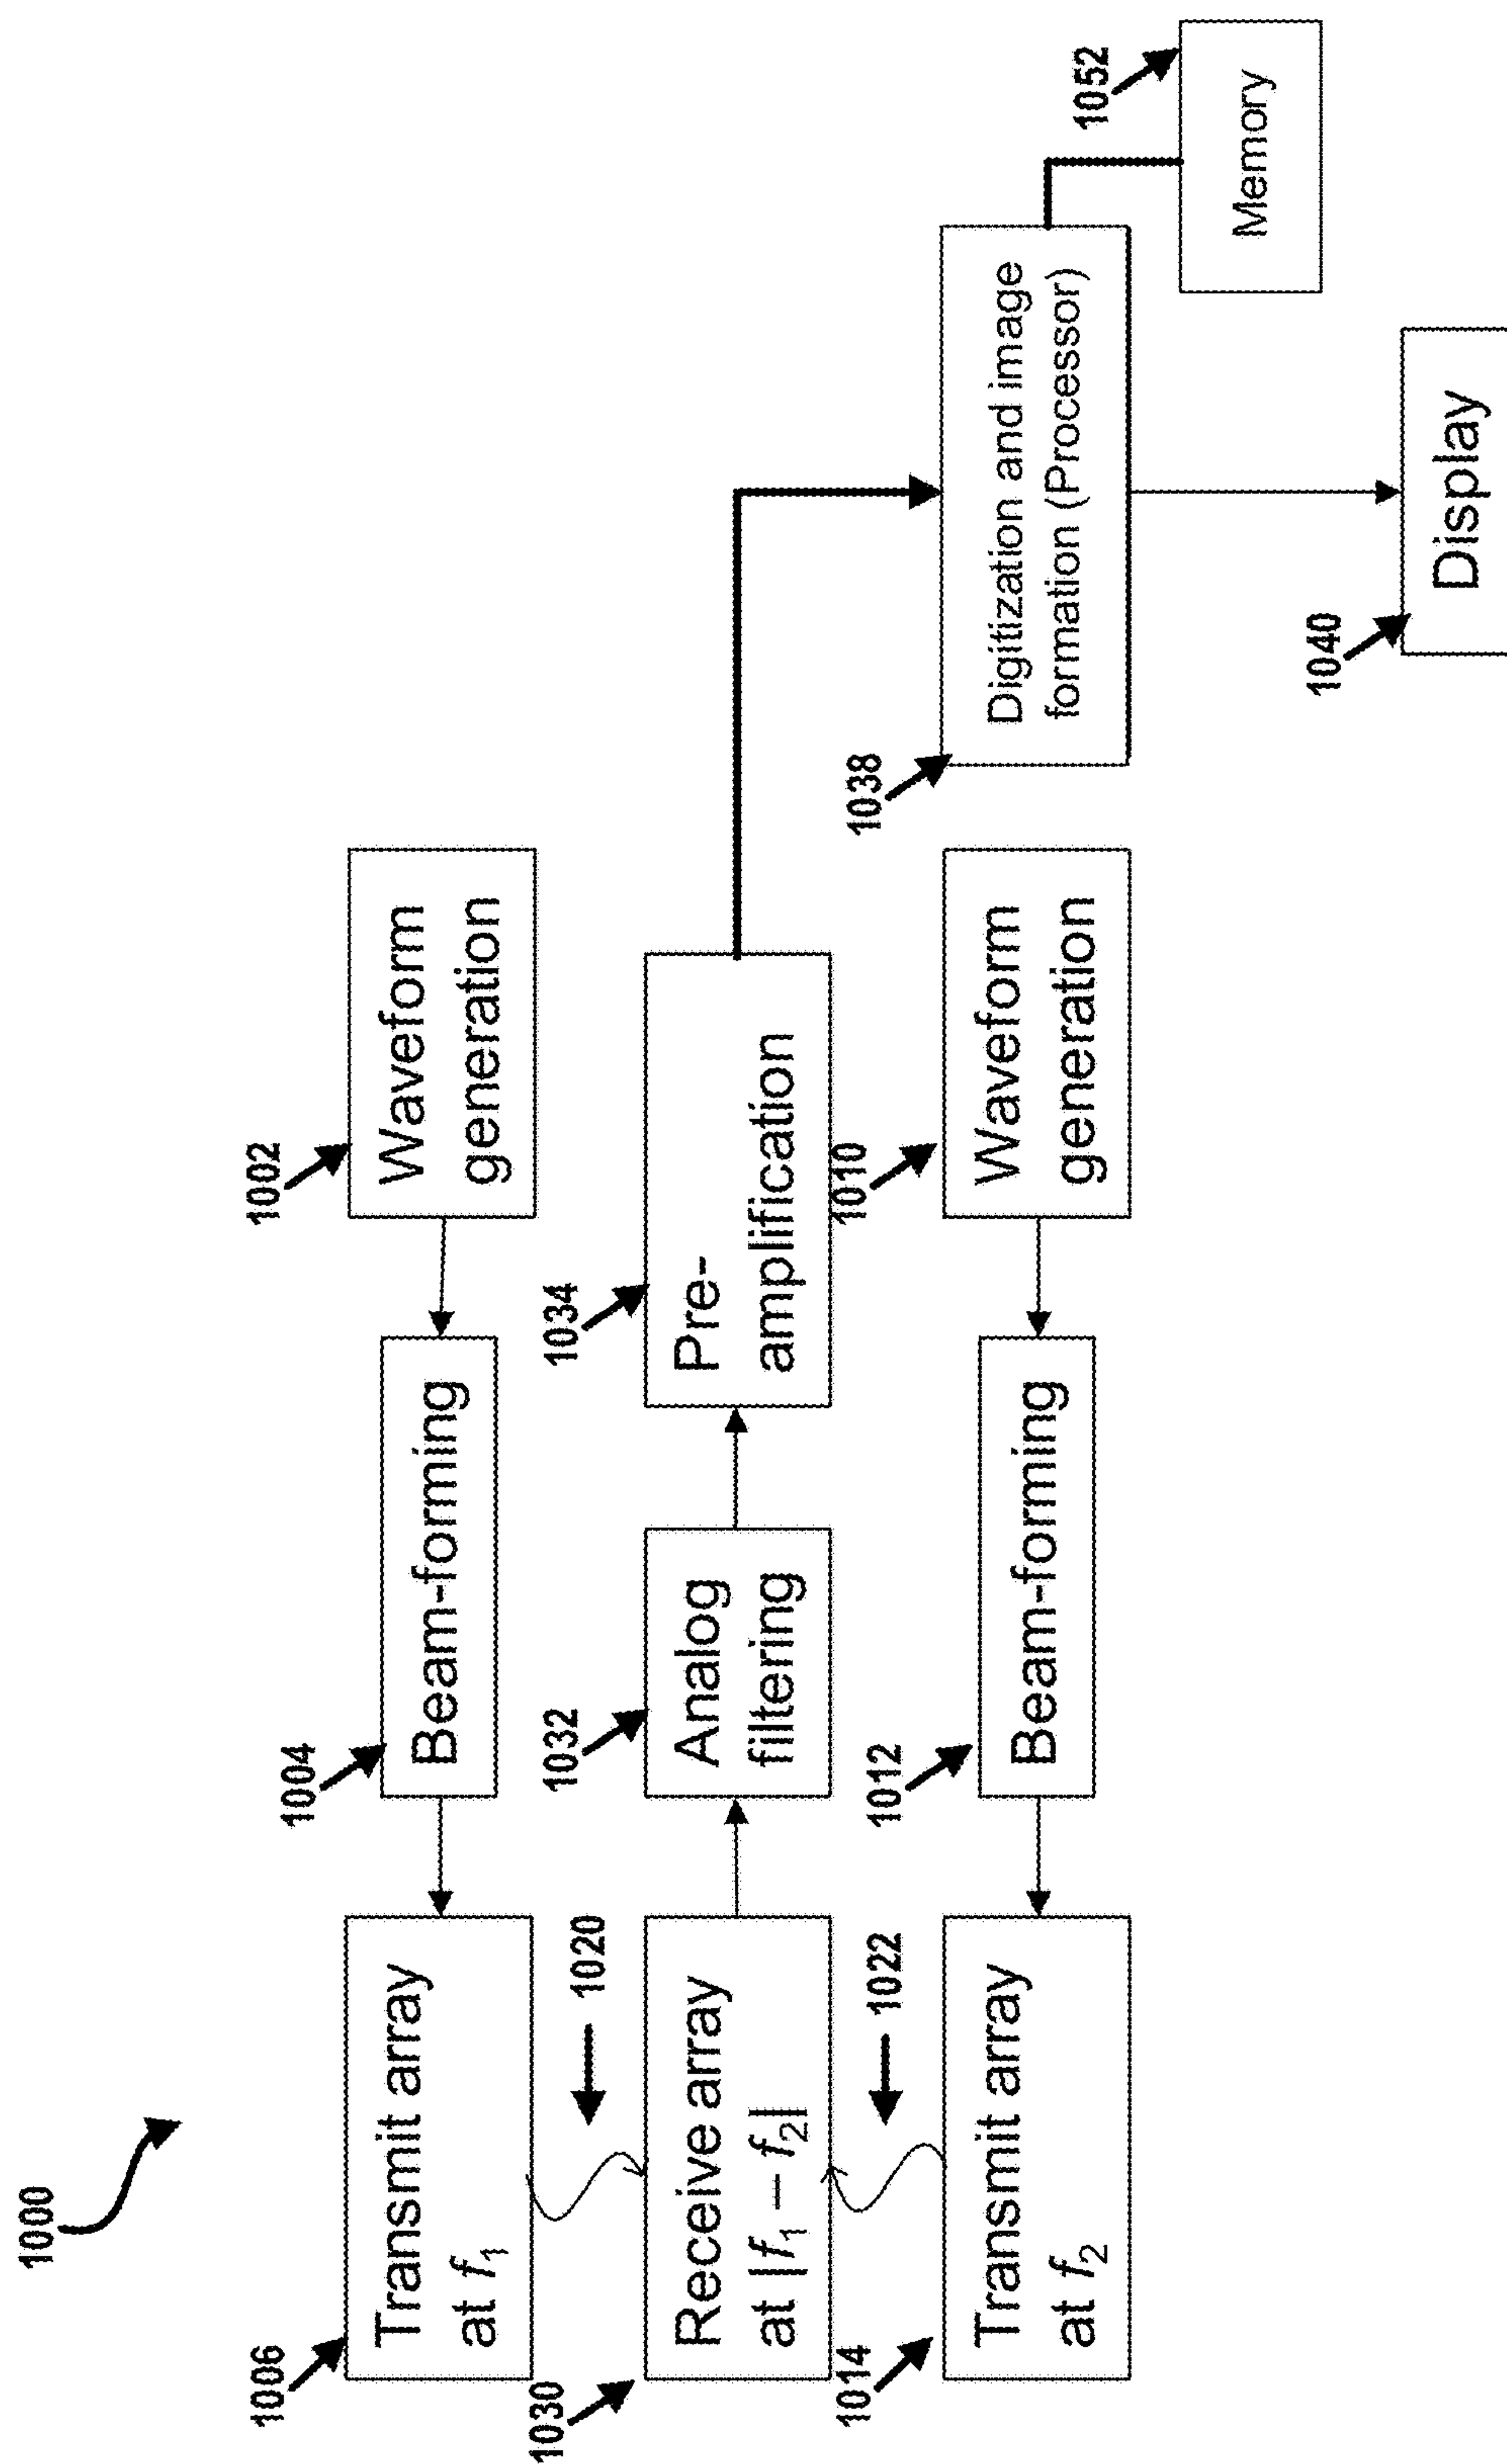 1000
1006
Transmit array
at f₁
1004
Beam-forming
1002
Waveform
generation
1020
1030
Receive array
at |f₁ – f₂|
1032
Analog
filtering
1034
Pre-
amplification
1022
1014
Transmit array
at f₂
1012
Beam-forming
1010
Waveform
generation
1038
Digitization and image
formation (Processor)
1052
Memory
1040
Display